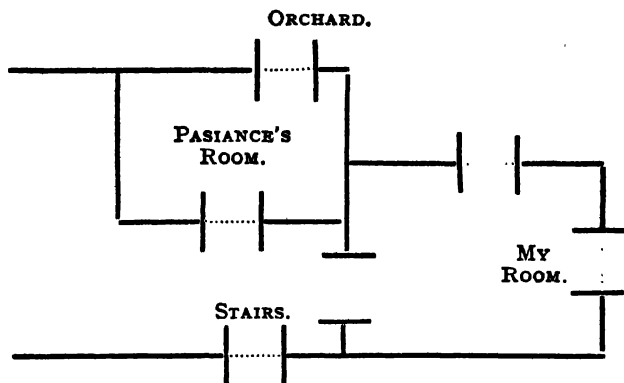 ORCHARD.
PASIANCE'S
ROOM.
MY
ROOM.
STAIRS.